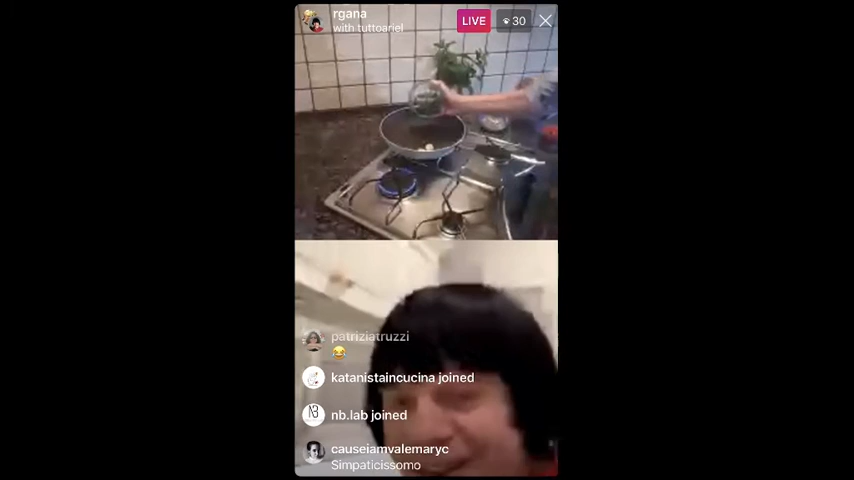 rgana
with tuttoariel
LIVE
30
patriziatruzzi
😂
katanistaincucina joined
nb.lab joined
causeiamvalemaryc
Simpaticissomo